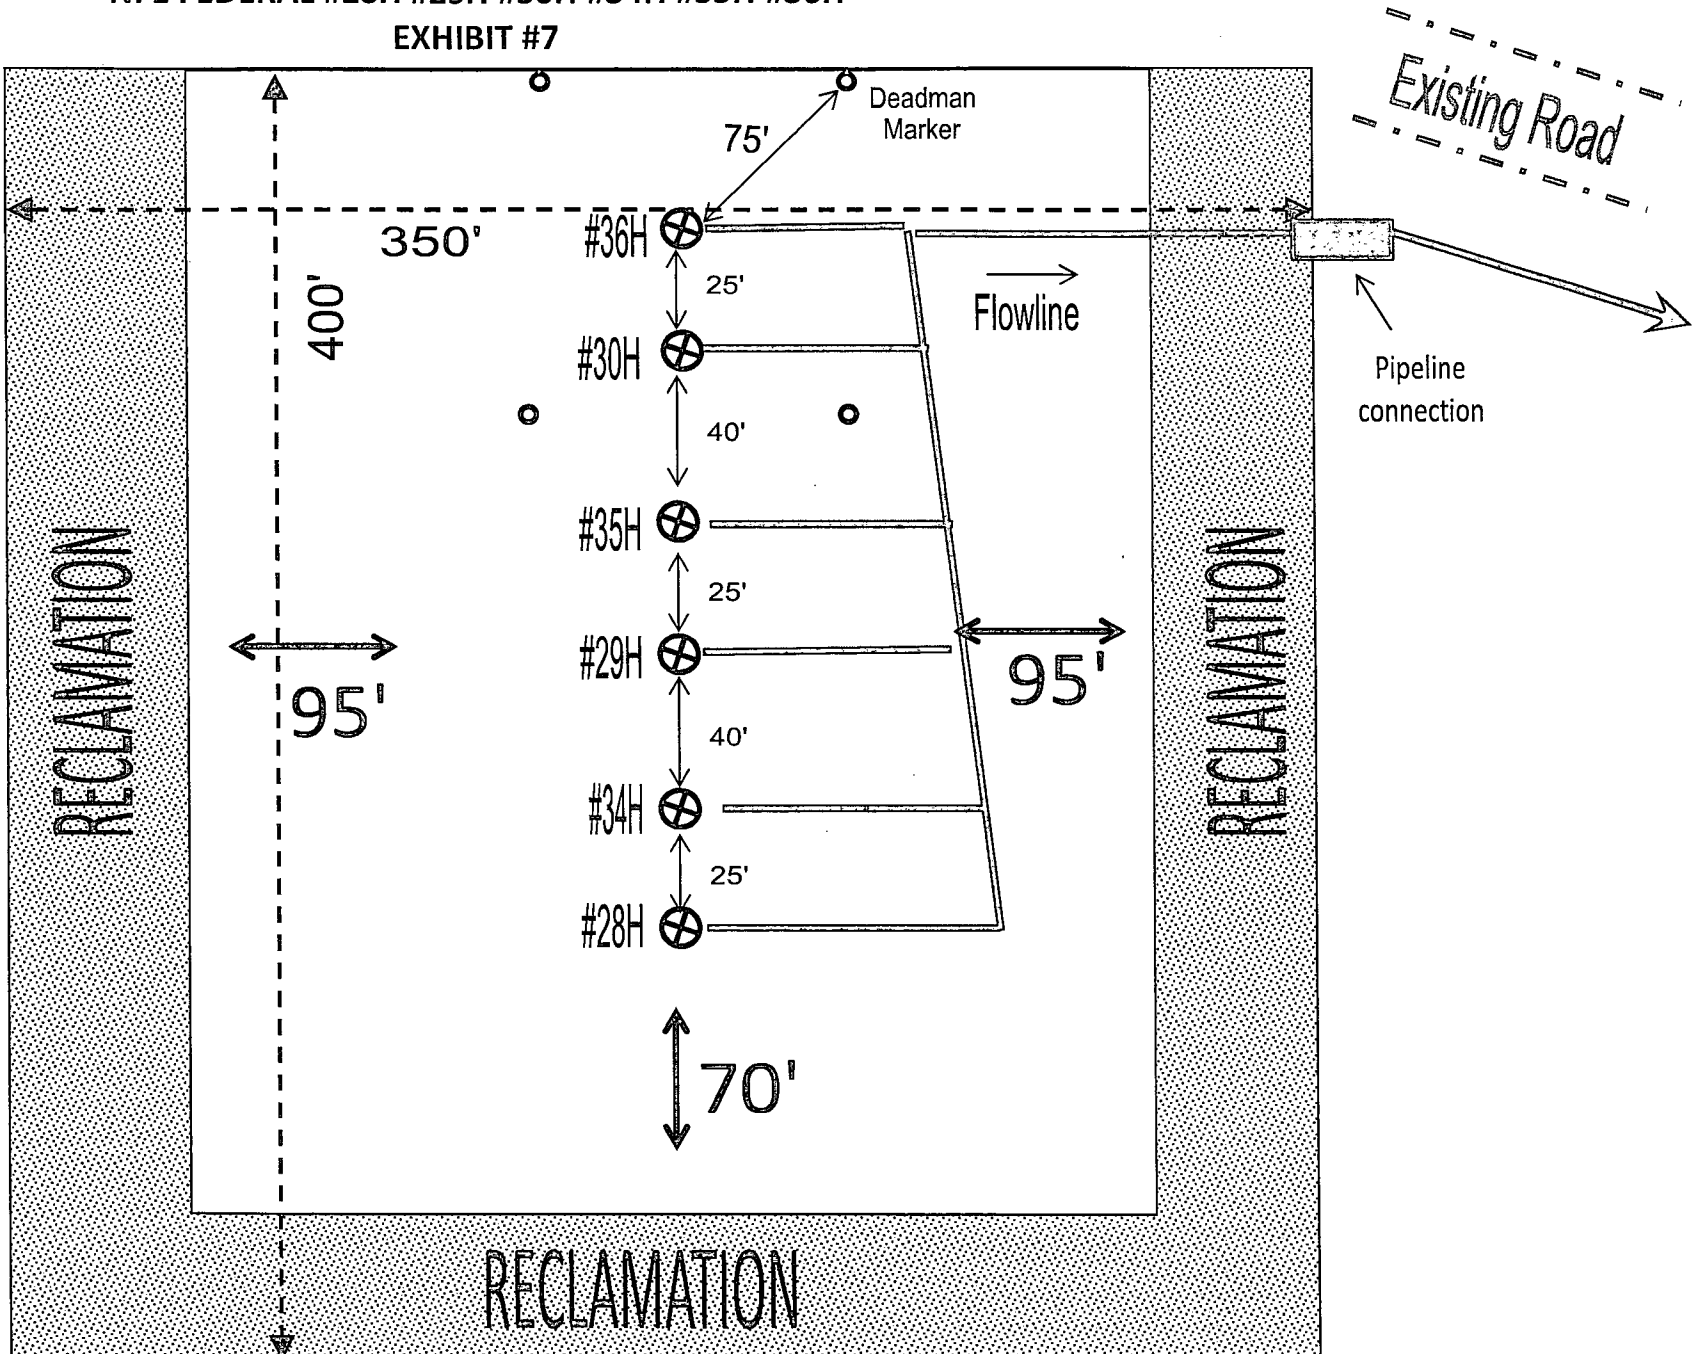 EXHIBIT #7
Existing Road
Deadman
Marker
75'
350'
400'
#36H
25'
Flowline
#30H
Pipeline
connection
40'
#35H
25'
RECLAMATION
RECLAMATION
#29H
95'
95'
40'
#34H
25'
#28H
70'
RECLAMATION